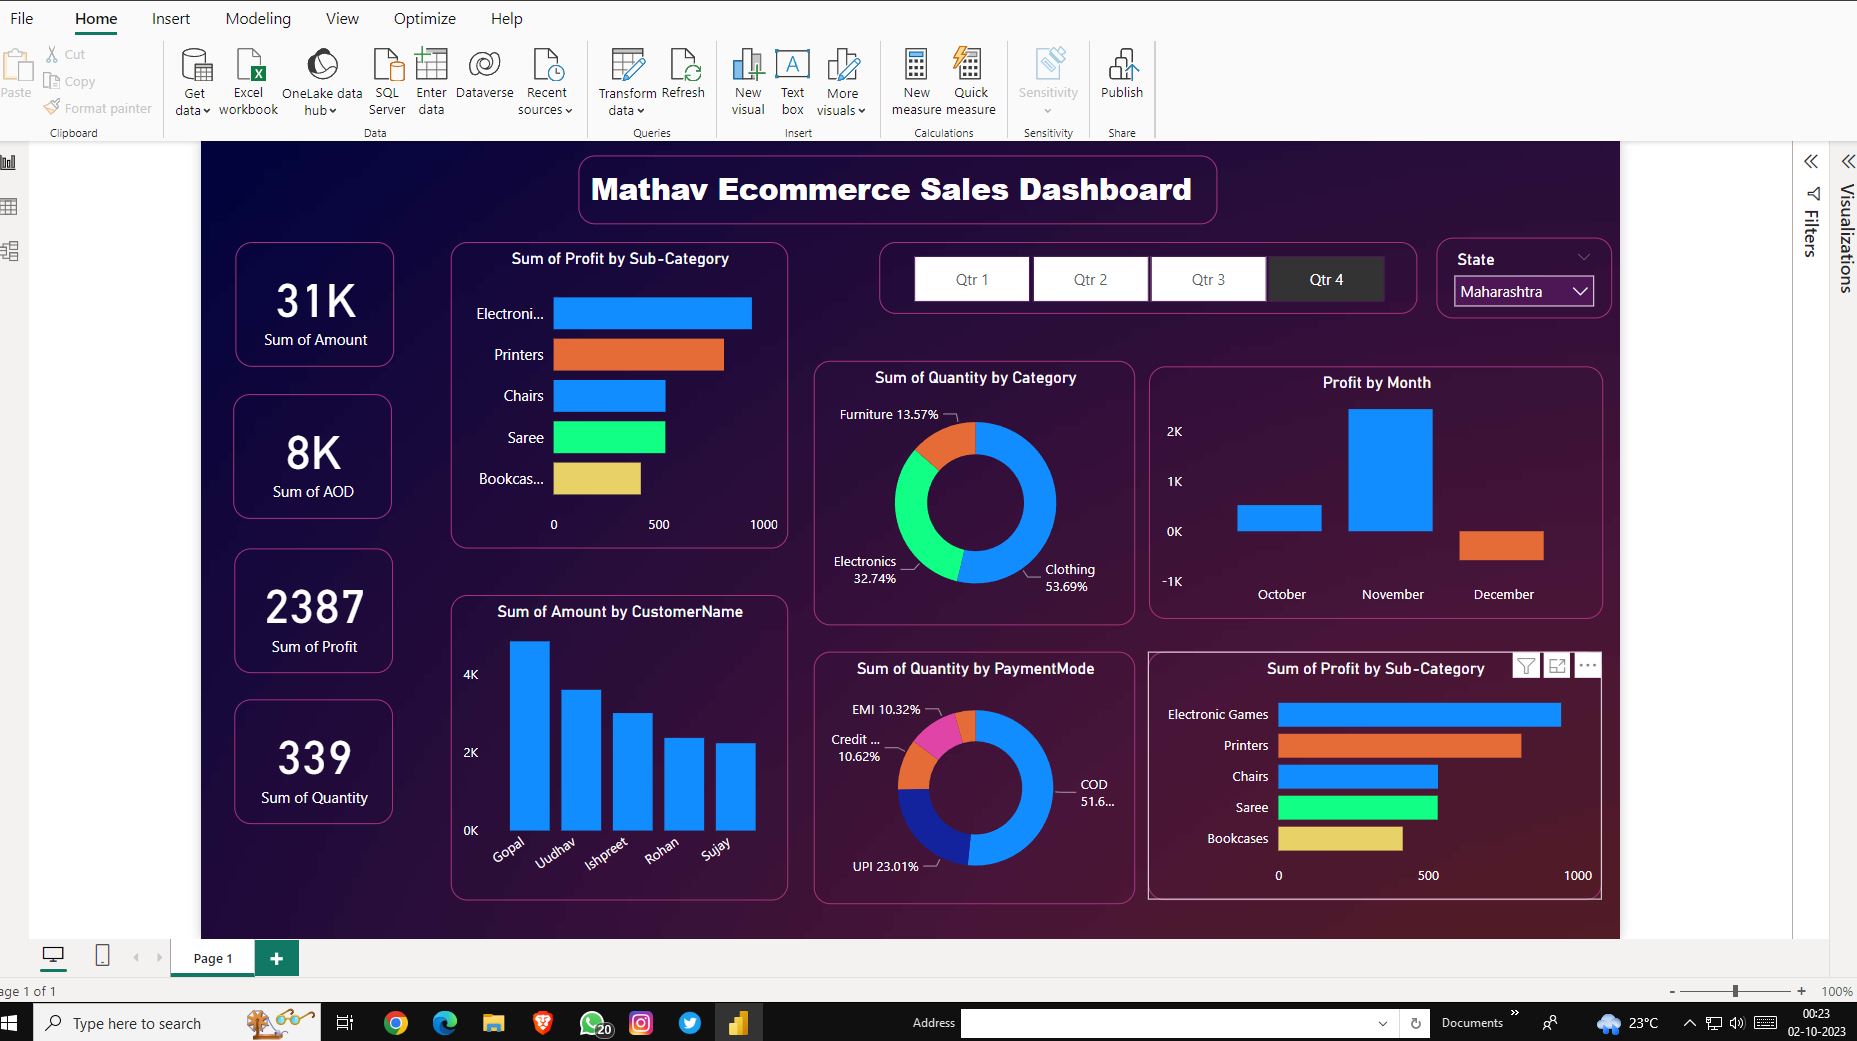 File Home Insert Modeling View Optimize Help
Paste
Cut
Copy
Format painter
Clipboard
Get data
Excel workbook
OneLake data hub
SQL Server
Enter data
Dataverse
Recent sources
Data
Transform data
Refresh
Queries
New visual
Text box
More visuals
Insert
New measure
Quick measure
Calculations
Sensitivity
Sensitivity
Publish
Share
Mathav Ecommerce Sales Dashboard
31K
Sum of Amount
8K
Sum of AOD
2387
Sum of Profit
339
Sum of Quantity
Sum of Profit by Sub-Category
Electroni...
Printers
Chairs
Saree
Bookcas...
0 500 1000
Qtr 1 Qtr 2 Qtr 3 Qtr 4
State
Maharashtra
Sum of Quantity by Category
Furniture 13.57%
Electronics
32.74%
Clothing
53.69%
Profit by Month
2K
1K
0K
-1K
October November December
Sum of Amount by CustomerName
4K
2K
0K
Gopal Uudhav Ishpreet Rohan Sujay
Sum of Quantity by PaymentMode
EMI 10.32%
Credit ...
10.62%
COD
51.6...
UPI 23.01%
Sum of Profit by Sub-Category
Electronic Games
Printers
Chairs
Saree
Bookcases
0 500 1000
Filters
Visualizations
Page 1
age 1 of 1
- + 100%
Type here to search
20
Address
Documents
23°C
00:23
02-10-2023